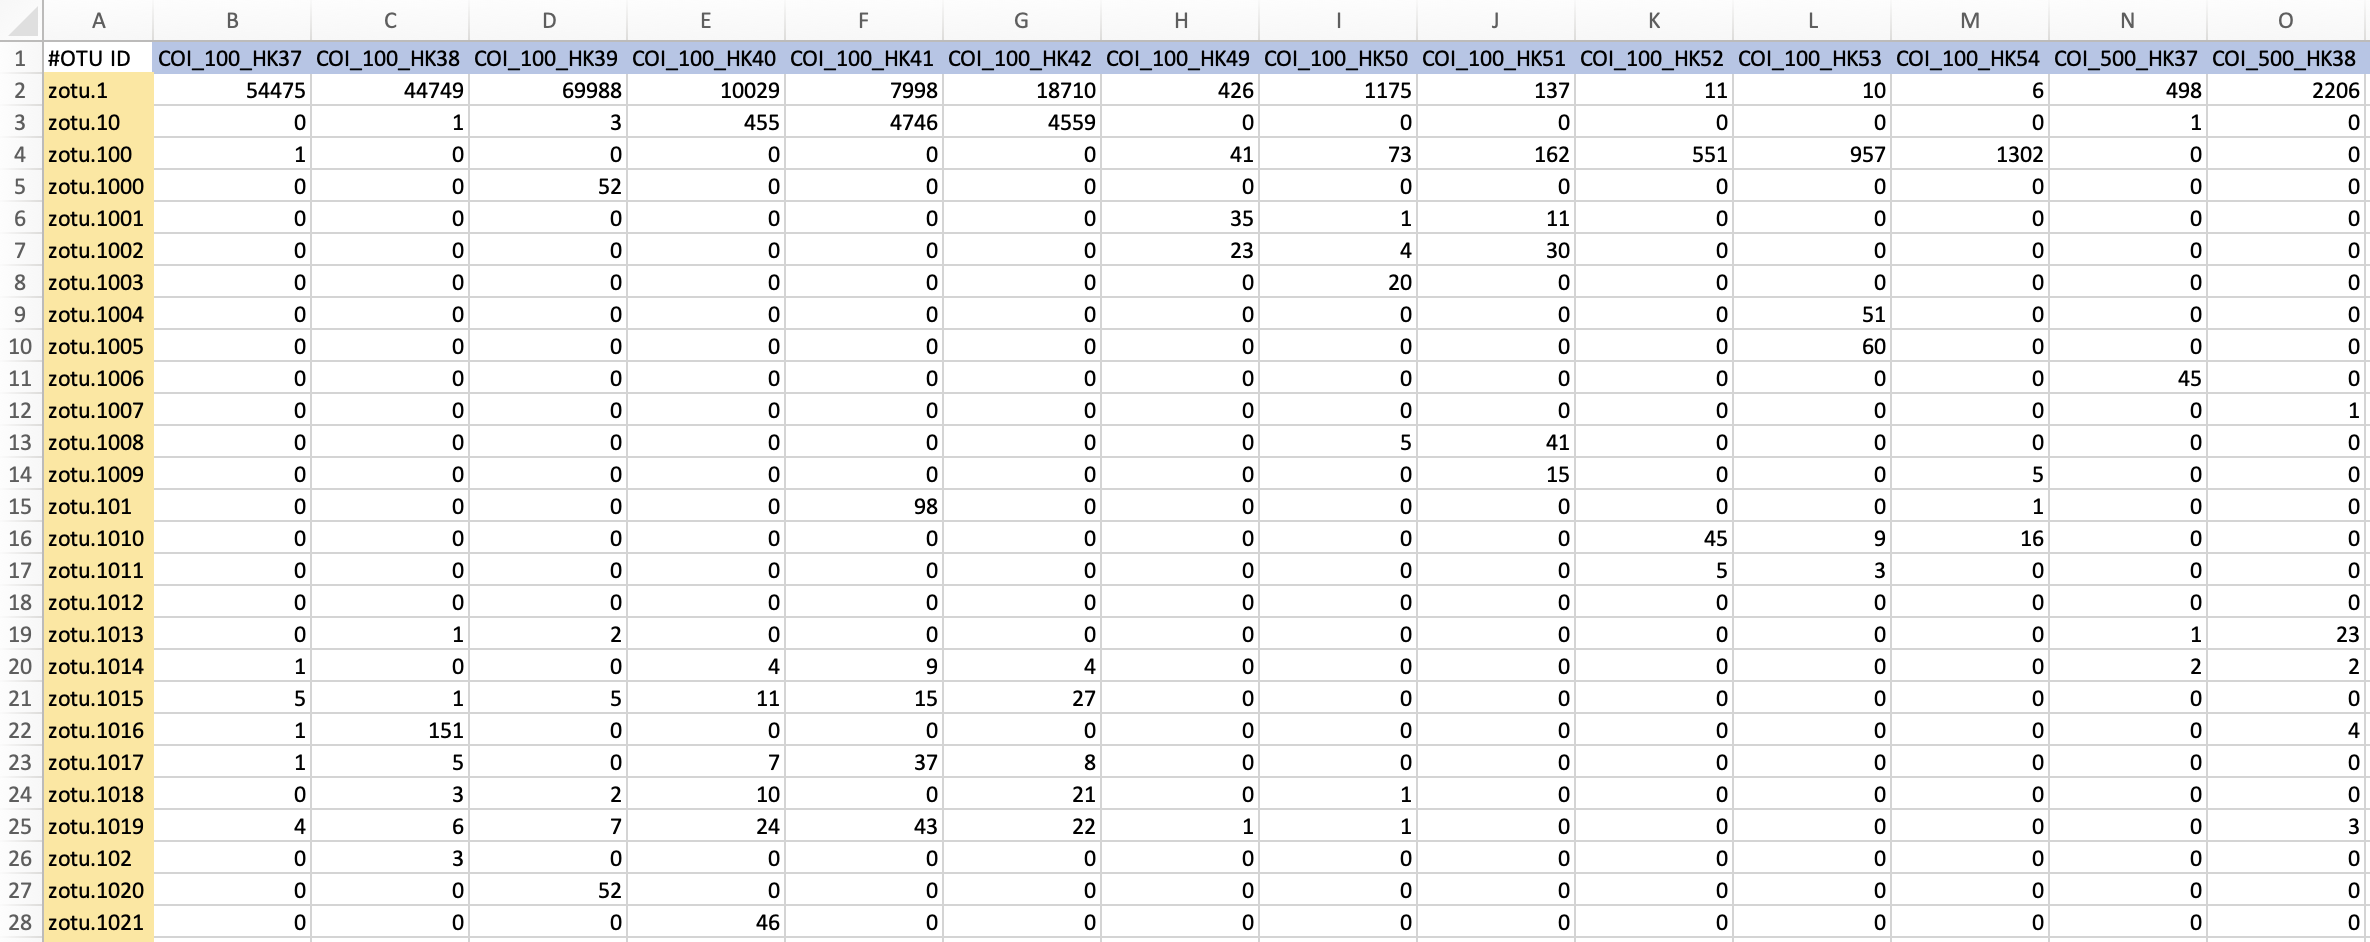 A B C D E F G H I J K L M N O
1 #OTU ID COI_100_HK37 COI_100_HK38 COI_100_HK39 COI_100_HK40 COI_100_HK41 COI_100_HK42 COI_100_HK49 COI_100_HK50 COI_100_HK51 COI_100_HK52 COI_100_HK53 COI_100_HK54 COI_500_HK37 COI_500_HK38
2 zotu.1 54475 44749 69988 10029 7998 18710 426 1175 137 11 10 6 498 2206
3 zotu.10 0 1 3 455 4746 4559 0 0 0 0 0 0 1 0
4 zotu.100 1 0 0 0 0 0 41 73 162 551 957 1302 0 0
5 zotu.1000 0 0 52 0 0 0 0 0 0 0 0 0 0 0
6 zotu.1001 0 0 0 0 0 0 35 1 11 0 0 0 0 0
7 zotu.1002 0 0 0 0 0 0 23 4 30 0 0 0 0 0
8 zotu.1003 0 0 0 0 0 0 0 20 0 0 0 0 0 0
9 zotu.1004 0 0 0 0 0 0 0 0 0 0 51 0 0 0
10 zotu.1005 0 0 0 0 0 0 0 0 0 0 60 0 0 0
11 zotu.1006 0 0 0 0 0 0 0 0 0 0 0 0 45 0
12 zotu.1007 0 0 0 0 0 0 0 0 0 0 0 0 0 1
13 zotu.1008 0 0 0 0 0 0 0 5 41 0 0 0 0 0
14 zotu.1009 0 0 0 0 0 0 0 0 15 0 0 5 0 0
15 zotu.101 0 0 0 0 98 0 0 0 0 0 0 1 0 0
16 zotu.1010 0 0 0 0 0 0 0 0 0 45 9 16 0 0
17 zotu.1011 0 0 0 0 0 0 0 0 0 5 3 0 0 0
18 zotu.1012 0 0 0 0 0 0 0 0 0 0 0 0 0 0
19 zotu.1013 0 1 2 0 0 0 0 0 0 0 0 0 1 23
20 zotu.1014 1 0 0 4 9 4 0 0 0 0 0 0 2 2
21 zotu.1015 5 1 5 11 15 27 0 0 0 0 0 0 0 0
22 zotu.1016 1 151 0 0 0 0 0 0 0 0 0 0 0 4
23 zotu.1017 1 5 0 7 37 8 0 0 0 0 0 0 0 0
24 zotu.1018 0 3 2 10 0 21 0 1 0 0 0 0 0 0
25 zotu.1019 4 6 7 24 43 22 1 1 0 0 0 0 0 3
26 zotu.102 0 3 0 0 0 0 0 0 0 0 0 0 0 0
27 zotu.1020 0 0 52 0 0 0 0 0 0 0 0 0 0 0
28 zotu.1021 0 0 0 46 0 0 0 0 0 0 0 0 0 0